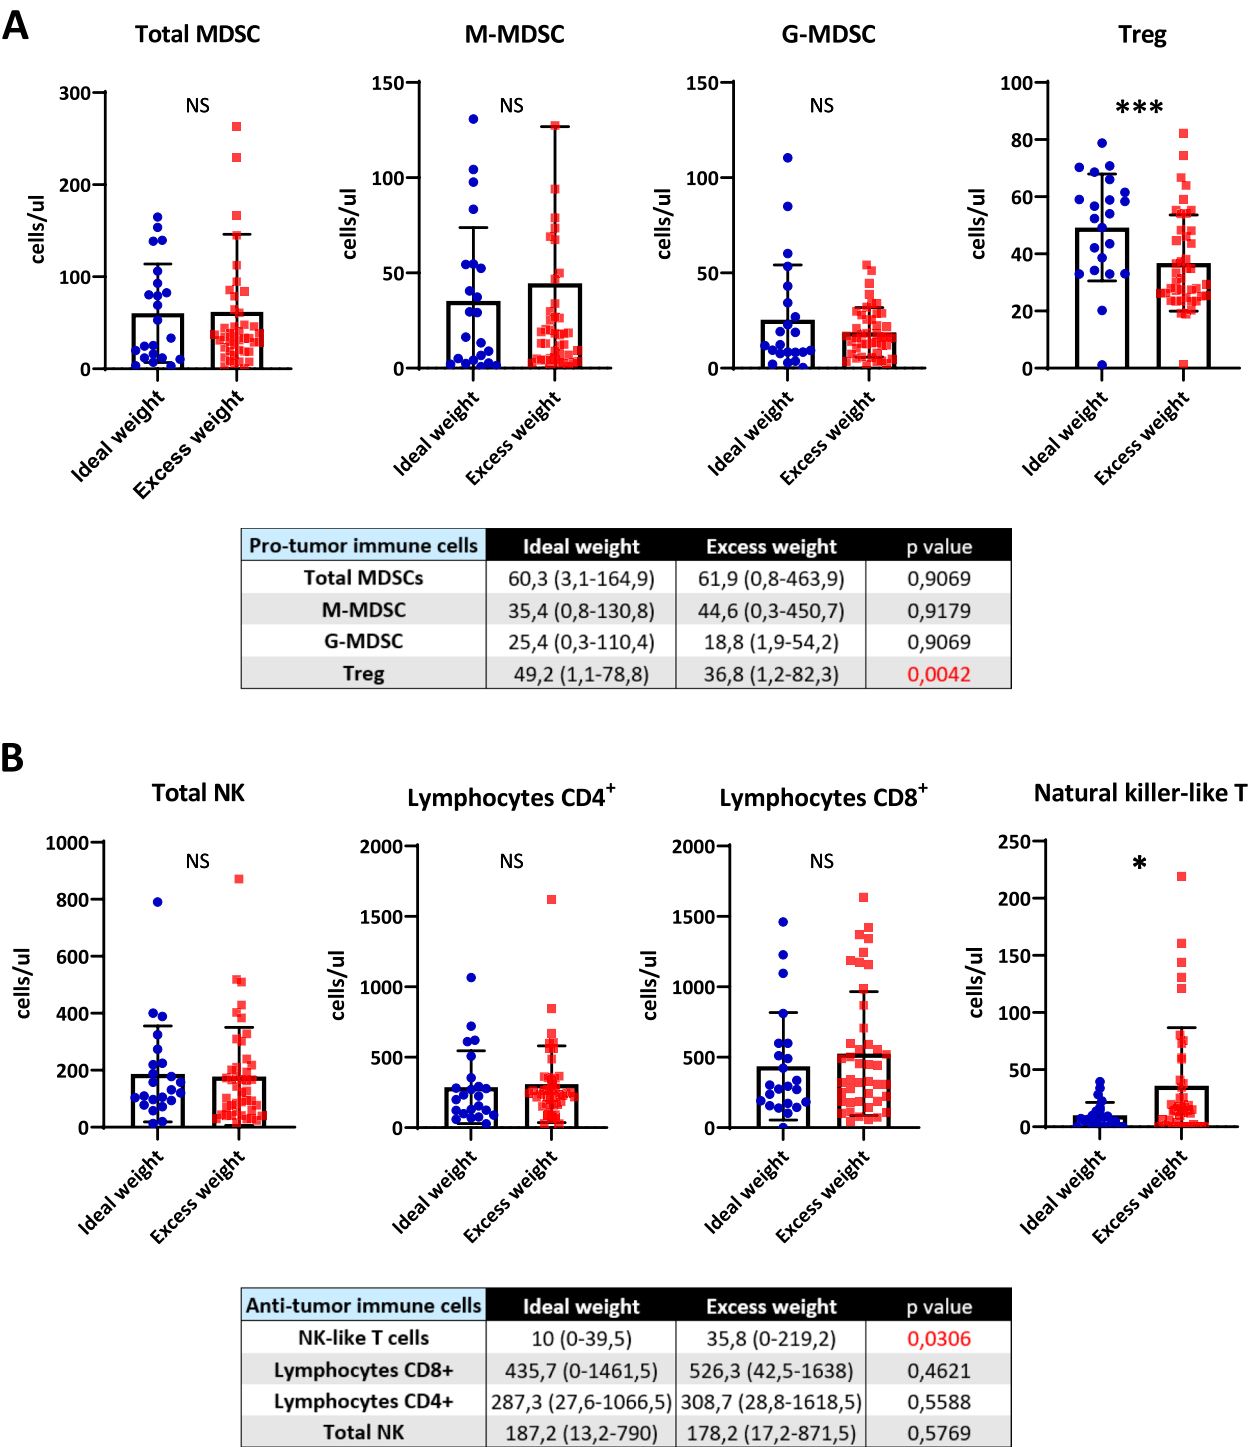 A
Total MDSC
M-MDSC
G-MDSC
Treg
300
200
100
0
cells/ul
NS
Ideal weight
Excess weight
150
100
50
0
cells/ul
NS
Ideal weight
Excess weight
150
100
50
0
cells/ul
NS
Ideal weight
Excess weight
100
80
60
40
20
0
cells/ul
***
Ideal weight
Excess weight
Pro-tumor immune cells Ideal weight Excess weight p value
Total MDSCs 60,3 (3,1-164,9) 61,9 (0,8-463,9) 0,9069
M-MDSC 35,4 (0,8-130,8) 44,6 (0,3-450,7) 0,9179
G-MDSC 25,4 (0,3-110,4) 18,8 (1,9-54,2) 0,9069
Treg 49,2 (1,1-78,8) 36,8 (1,2-82,3) 0,0042
B
Total NK
Lymphocytes CD4+
Lymphocytes CD8+
Natural killer-like T
1000
800
600
400
200
0
cells/ul
NS
Ideal weight
Excess weight
2000
1500
1000
500
0
cells/ul
NS
Ideal weight
Excess weight
2000
1500
1000
500
0
cells/ul
NS
Ideal weight
Excess weight
250
200
150
100
50
0
cells/ul
*
Ideal weight
Excess weight
Anti-tumor immune cells Ideal weight Excess weight p value
NK-like T cells 10 (0-39,5) 35,8 (0-219,2) 0,0306
Lymphocytes CD8+ 435,7 (0-1461,5) 526,3 (42,5-1638) 0,4621
Lymphocytes CD4+ 287,3 (27,6-1066,5) 308,7 (28,8-1618,5) 0,5588
Total NK 187,2 (13,2-790) 178,2 (17,2-871,5) 0,5769